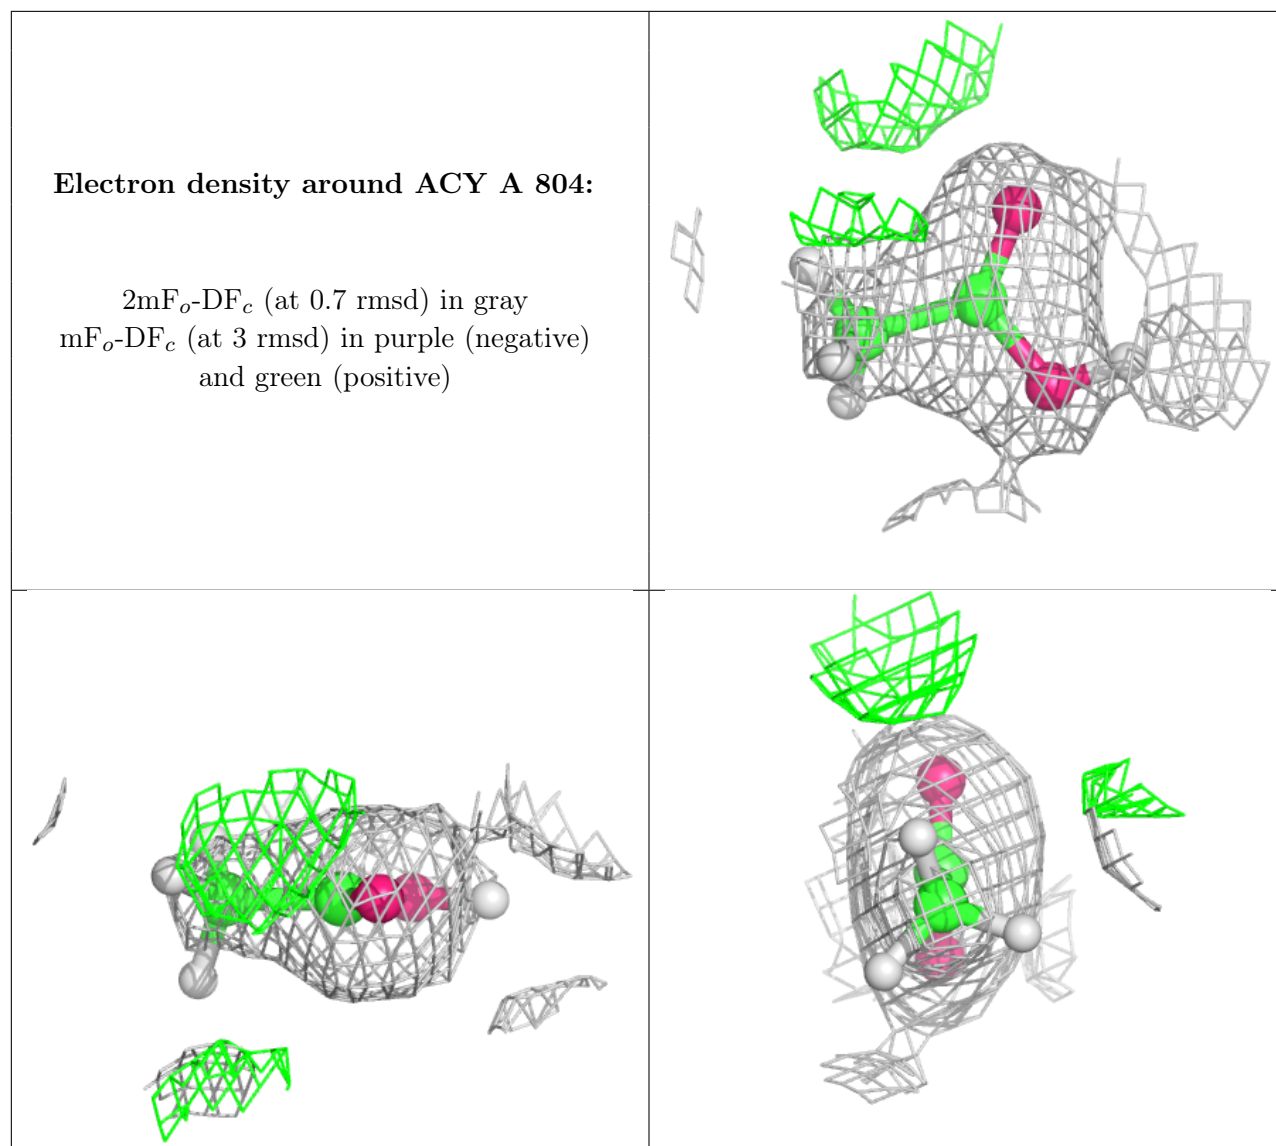 Electron density around ACY A 804:
2mFo-DFc (at 0.7 rmsd) in gray
mFo-DFc (at 3 rmsd) in purple (negative)
and green (positive)